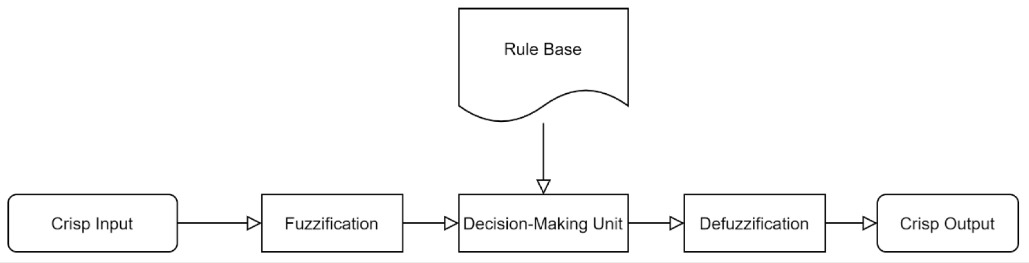 Rule Base
Crisp Input
Fuzzification
Decision-Making Unit
Defuzzification
Crisp Output